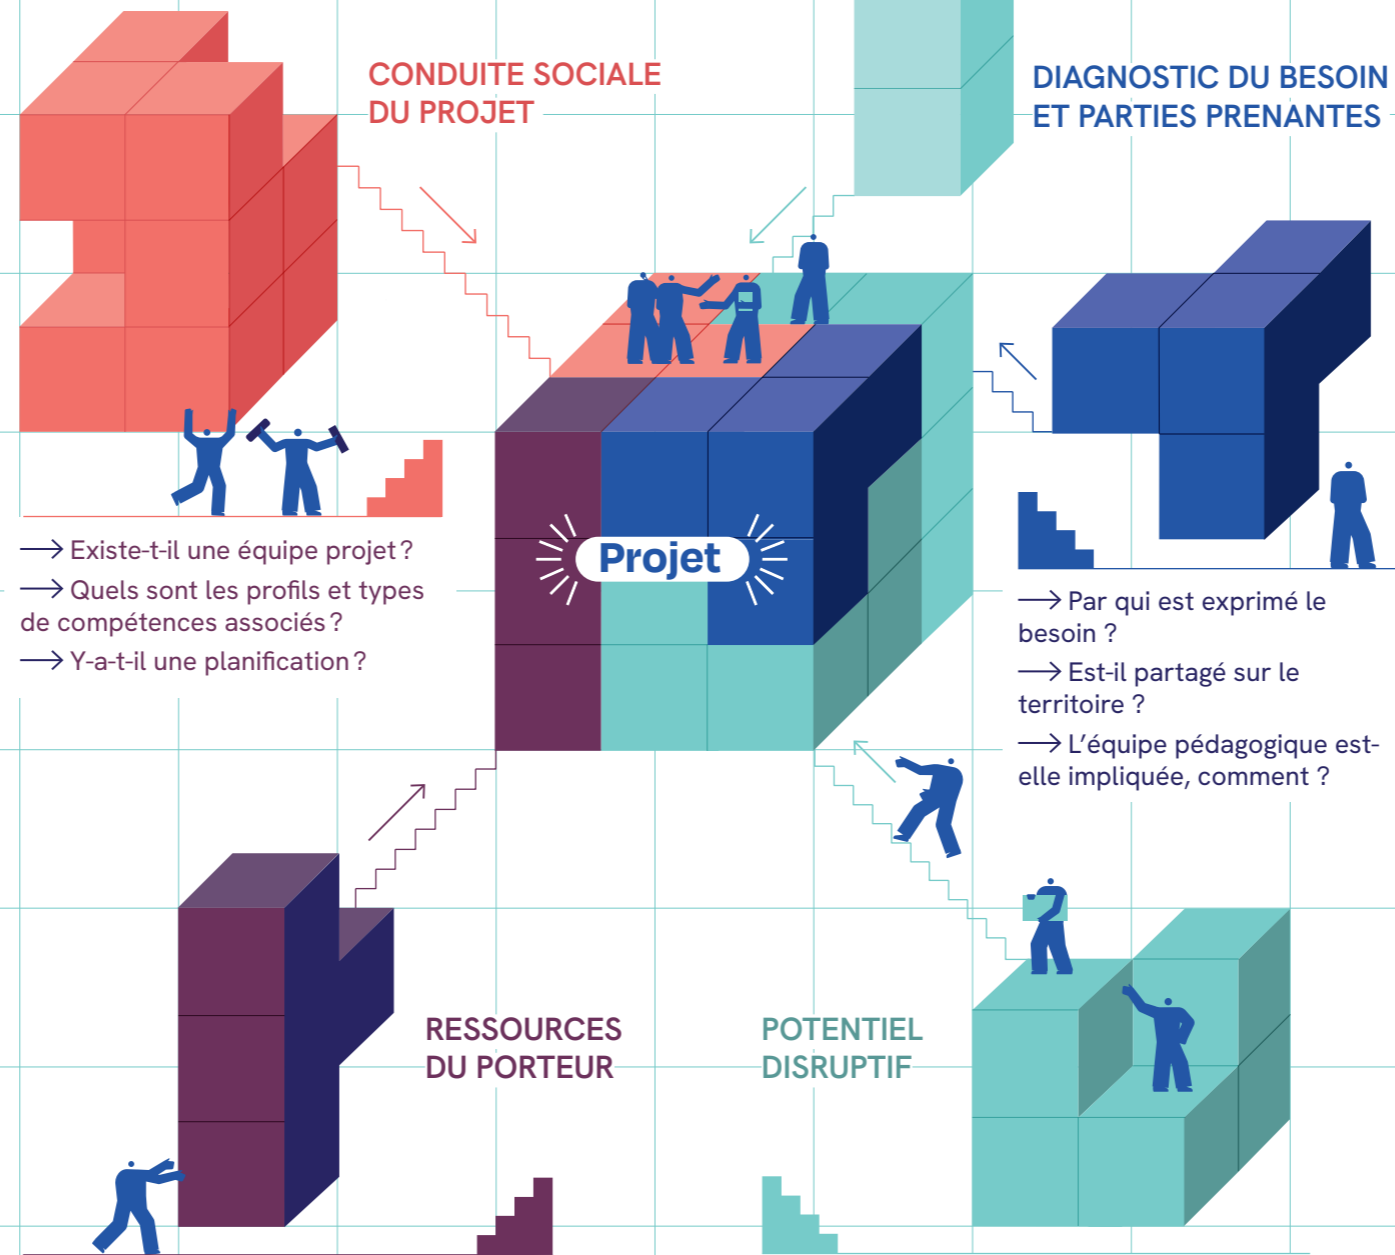 CONDUITE SOCIALE
DU PROJET
DIAGNOSTIC DU BESOIN
ET PARTIES PRENANTES
Projet
→ Existe-t-il une équipe projet ?
→ Quels sont les profils et types
de compétences associés ?
→ Y-a-t-il une planification ?
→ Par qui est exprimé le
besoin ?
→ Est-il partagé sur le
territoire ?
→ L’équipe pédagogique est-
elle impliquée, comment ?
RESSOURCES
DU PORTEUR
POTENTIEL
DISRUPTIF